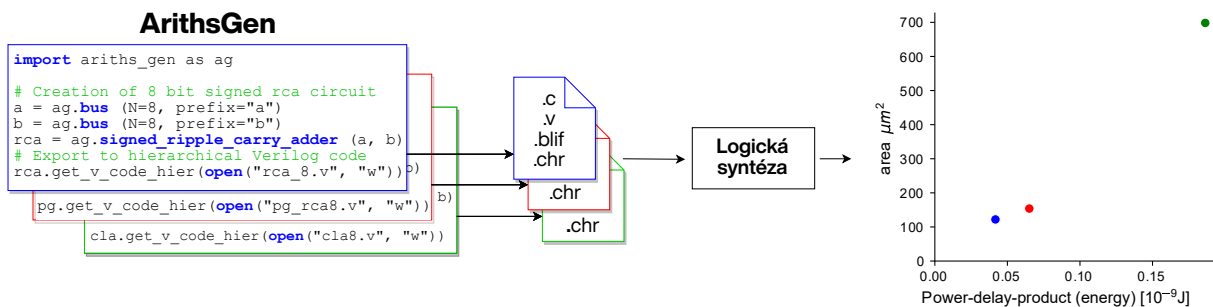 ArithsGen
import ariths_gen as ag
# Creation of 8 bit signed rca circuit
a = ag.bus (N=8, prefix="a")
b = ag.bus (N=8, prefix="b")
rca = ag.signed_ripple_carry_adder (a, b)
# Export to hierarchical Verilog code
rca.get_v_code_hier(open("rca_8.v", "w"))
b)
pg.get_v_code_hier(open("pg_rca8.v", "w"))
b)
cla.get_v_code_hier(open("cla8.v", "w"))
.c
.v
.blif
.chr
.chr
.chr
Logická
syntéza
area μm²
700
600
500
400
300
200
100
0
0.00
0.05
0.10
0.15
Power-delay-product (energy) [10⁻⁹J]